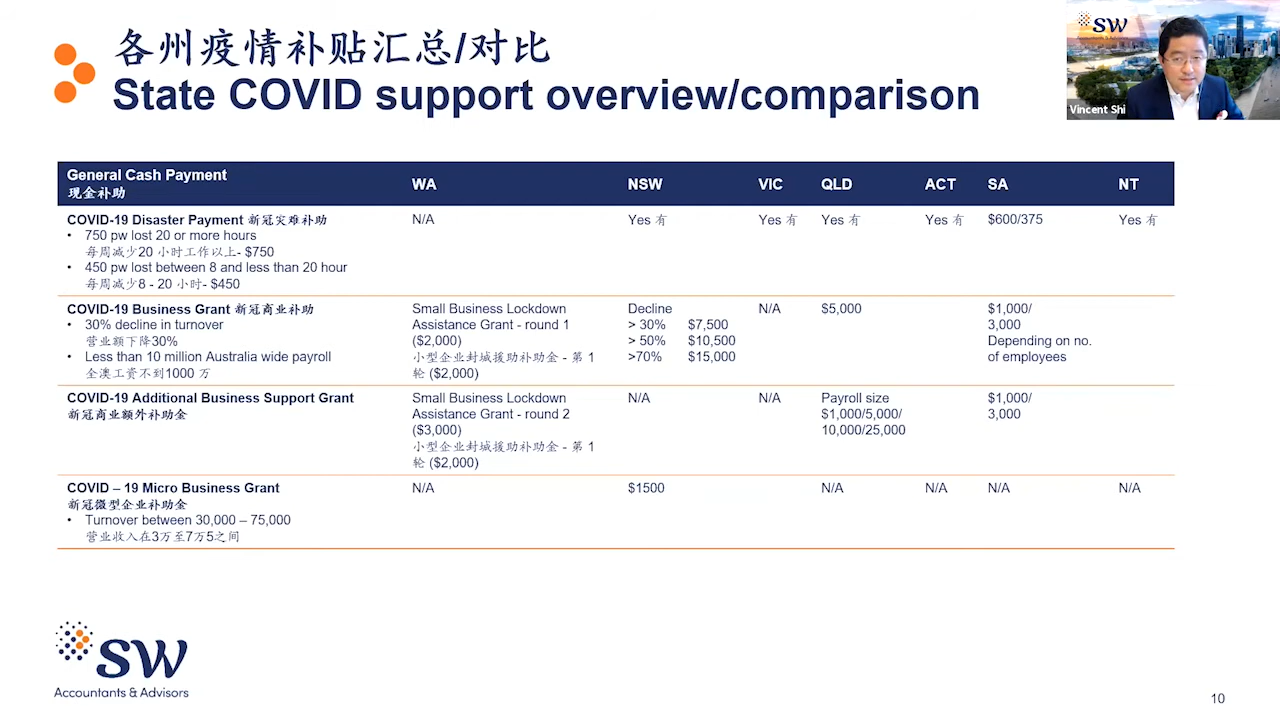 各州疫情补贴汇总/对比
State COVID support overview/comparison
SW
Accountants & Advisors
Vincent Shi
General Cash Payment
现金补助
WA
NSW
VIC
QLD
ACT
SA
NT
COVID-19 Disaster Payment 新冠灾难补助
• 750 pw lost 20 or more hours
每周减少20 小时工作以上- $750
• 450 pw lost between 8 and less than 20 hour
每周减少8 - 20 小时- $450
N/A
Yes 有
Yes 有
Yes 有
Yes 有
$600/375
Yes 有
COVID-19 Business Grant 新冠商业补助
• 30% decline in turnover
营业额下降30%
• Less than 10 million Australia wide payroll
全澳工资不到1000 万
Small Business Lockdown
Assistance Grant - round 1
($2,000)
小型企业封城援助补助金 - 第 1
轮 ($2,000)
Decline
> 30% $7,500
> 50% $10,500
>70% $15,000
N/A
$5,000
$1,000/
3,000
Depending on no.
of employees
COVID-19 Additional Business Support Grant
新冠商业额外补助金
Small Business Lockdown
Assistance Grant - round 2
($3,000)
小型企业封城援助补助金 - 第 1
轮 ($2,000)
N/A
N/A
Payroll size
$1,000/5,000/
10,000/25,000
$1,000/
3,000
COVID – 19 Micro Business Grant
新冠微型企业补助金
• Turnover between 30,000 – 75,000
营业收入在3万至7万5之间
N/A
$1500
N/A
N/A
N/A
N/A
SW
Accountants & Advisors
10